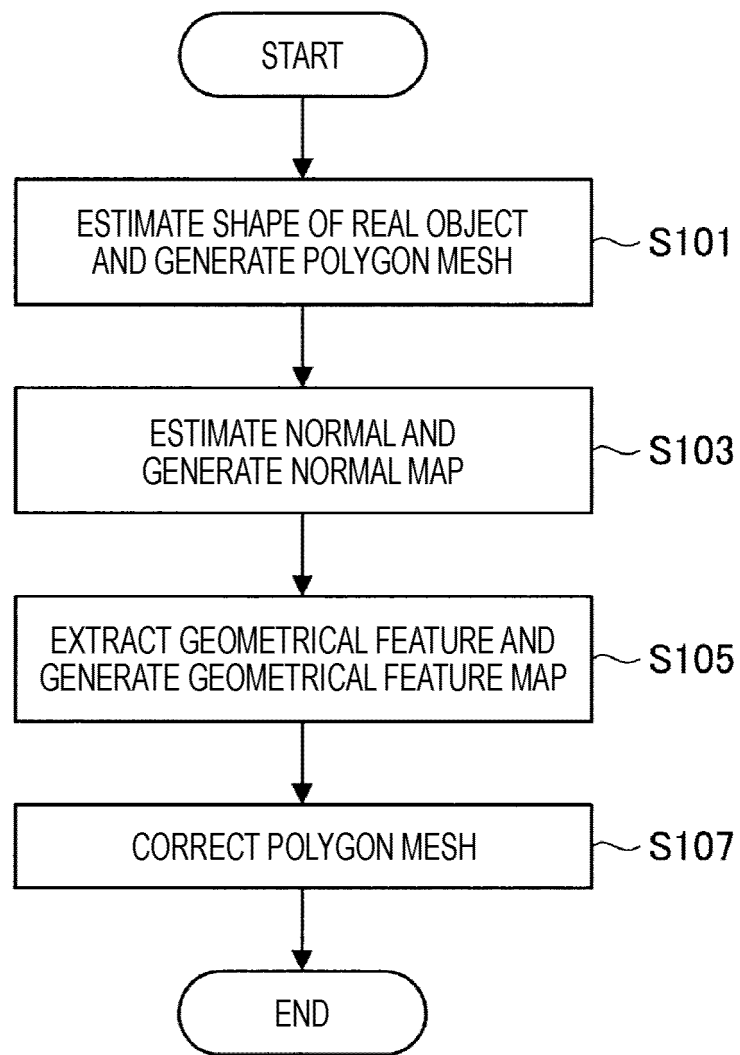 START
ESTIMATE SHAPE OF REAL OBJECT
AND GENERATE POLYGON MESH
S101
ESTIMATE NORMAL AND
GENERATE NORMAL MAP
S103
EXTRACT GEOMETRICAL FEATURE AND
GENERATE GEOMETRICAL FEATURE MAP
S105
CORRECT POLYGON MESH
S107
END